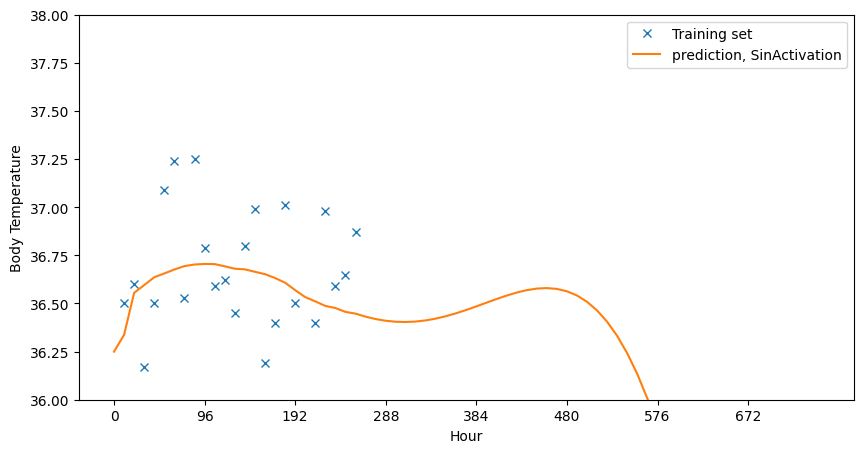 38.00
37.75
37.50
37.25
37.00
36.75
36.50
36.25
36.00
Body Temperature
Training set
prediction, SinActivation
0 96 192 288 384 480 576 672
Hour